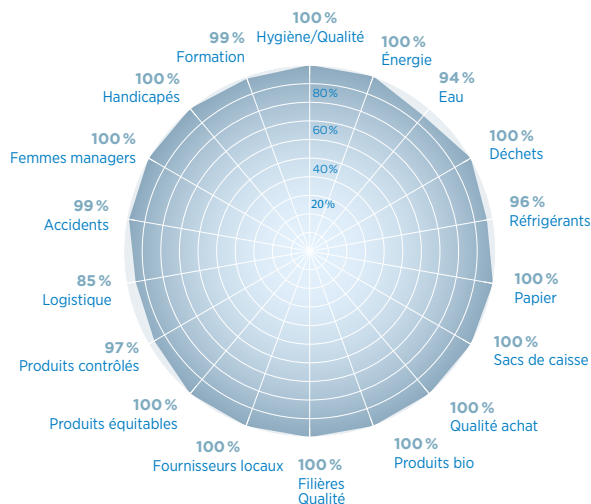 100 %
Hygiène/Qualité
100 %
Énergie
94 %
Eau
100 %
Déchets
96 %
Réfrigérants
100 %
Papier
100 %
Sacs de caisse
100 %
Qualité achat
100 %
Produits bio
100 %
Filières
Qualité
100 %
Fournisseurs locaux
100 %
Produits équitables
97 %
Produits contrôlés
85 %
Logistique
99 %
Accidents
100 %
Femmes managers
100 %
Handicapés
99 %
Formation
80%
60%
40%
20%